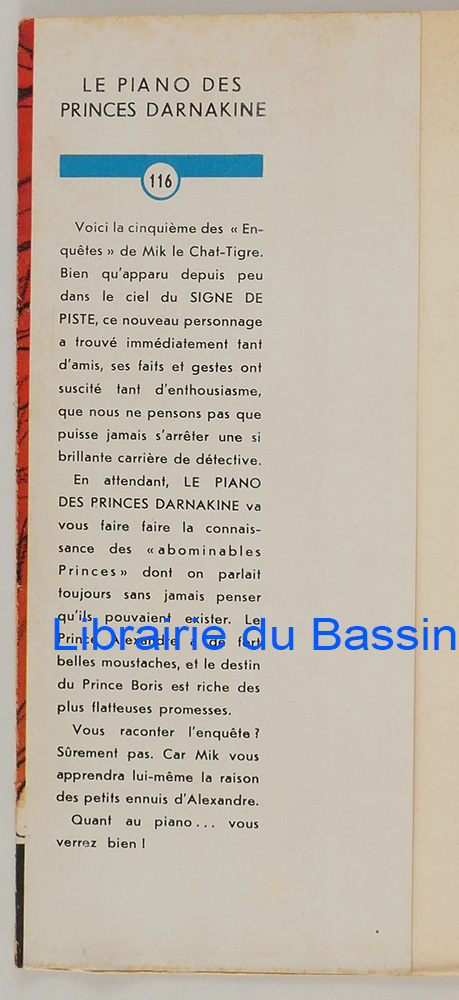 LE PIANO DES
PRINCES DARNAKINE
116
Voici la cinquième des « En-
quêtes » de Mik le Chat-Tigre.
Bien qu'apparu depuis peu
dans le ciel du SIGNE DE
PISTE, ce nouveau personnage
a trouvé immédiatement tant
d'amis, ses faits et gestes ont
suscité tant d'enthousiasme,
que nous ne pensons pas que
puisse jamais s'arrêter une si
brillante carrière de détective.
En attendant, LE PIANO
DES PRINCES DARNAKINE va
vous faire faire la connais-
sance des «abominables
Princes» dont on parlait
toujours sans jamais penser
qu'ils pouvaient exister. Le
Prince Alexandre a de fort
belles moustaches, et le destin
du Prince Boris est riche des
plus flatteuses promesses.
Vous raconter l'enquête ?
Sûrement pas. Car Mik vous
apprendra lui-même la raison
des petits ennuis d'Alexandre.
Quant au piano... vous
verrez bien !
Librairie du Bassin